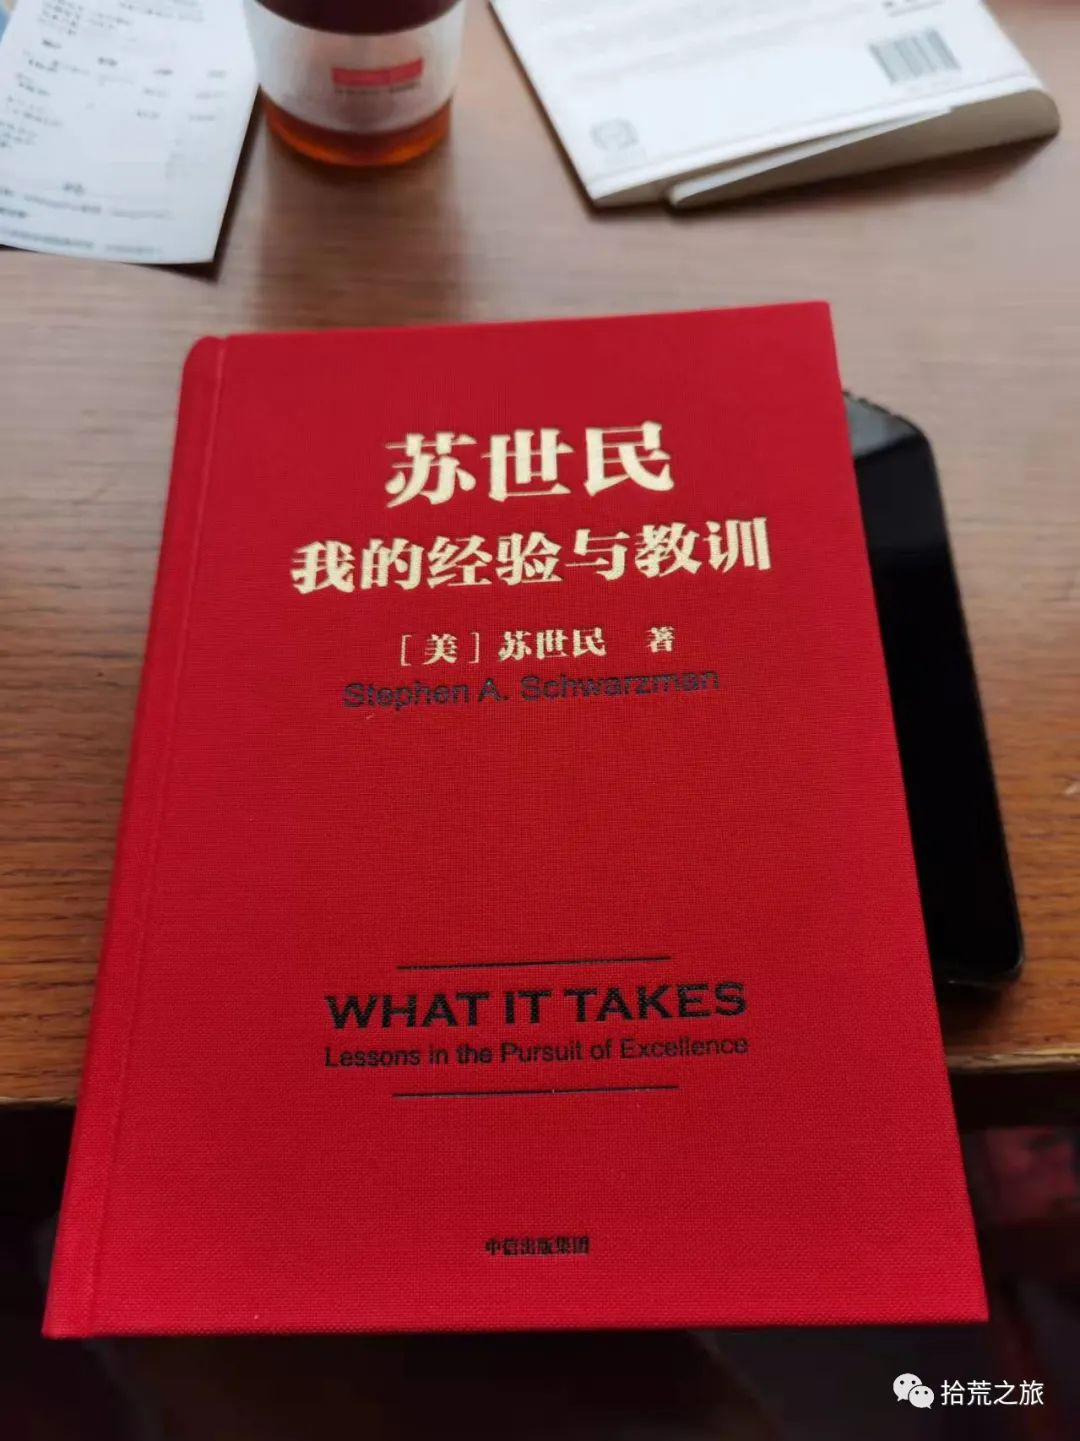 苏世民
我的经验与教训
[美]苏世民 著
Stephen A. Schwarzman
WHAT IT TAKES
Lessons in the Pursuit of Excellence
中信出版集团
拾荒之旅